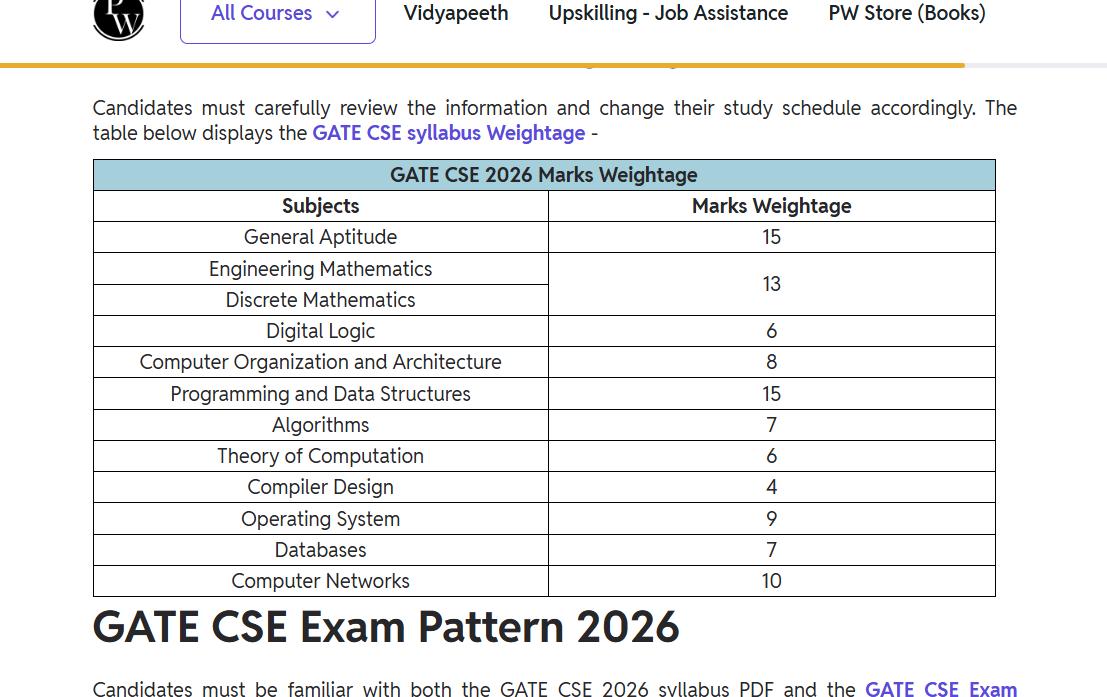 PW
All Courses
Vidyapeeth
Upskilling - Job Assistance
PW Store (Books)
Candidates must carefully review the information and change their study schedule accordingly. The
table below displays the GATE CSE syllabus Weightage -
GATE CSE 2026 Marks Weightage
Subjects Marks Weightage
General Aptitude 15
Engineering Mathematics
13
Discrete Mathematics
Digital Logic 6
Computer Organization and Architecture 8
Programming and Data Structures 15
Algorithms 7
Theory of Computation 6
Compiler Design 4
Operating System 9
Databases 7
Computer Networks 10
GATE CSE Exam Pattern 2026
Candidates must be familiar with both the GATE CSE 2026 syllabus PDF and the GATE CSE Exam